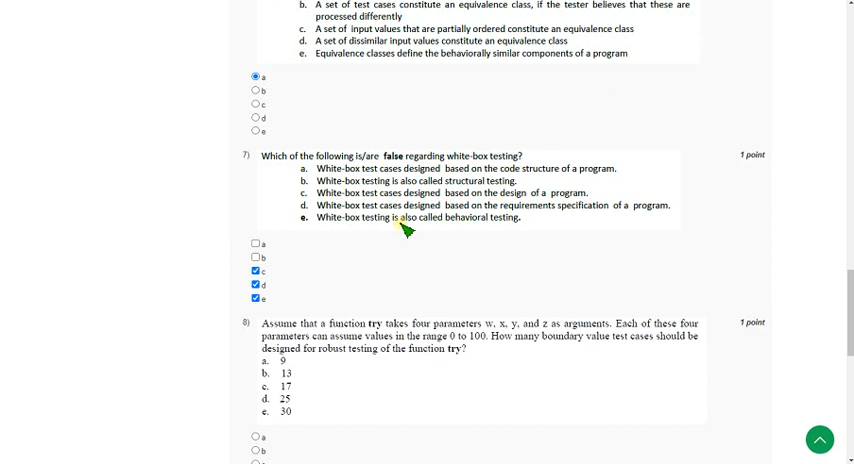 b. A set of test cases constitute an equivalence class, if the tester believes that these are
processed differently
c. A set of input values that are partially ordered constitute an equivalence class
d. A set of dissimilar input values constitute an equivalence class
e. Equivalence classes define the behaviorally similar components of a program
a
b
c
d
e
7) Which of the following is/are false regarding white-box testing? 1 point
a. White-box test cases designed based on the code structure of a program.
b. White-box testing is also called structural testing.
c. White-box test cases designed based on the design of a program.
d. White-box test cases designed based on the requirements specification of a program.
e. White-box testing is also called behavioral testing.
a
b
c
d
e
8) Assume that a function try takes four parameters w, x, y, and z as arguments. Each of these four 1 point
parameters can assume values in the range 0 to 100. How many boundary value test cases should be
designed for robust testing of the function try?
a. 9
b. 13
c. 17
d. 25
e. 30
a
b